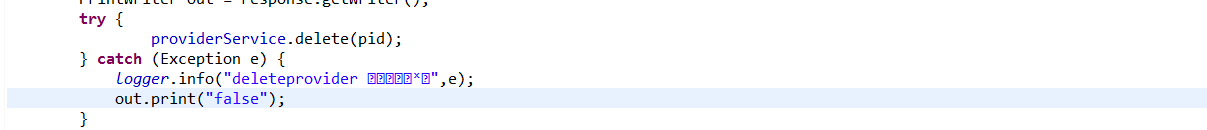 PrintWriter out = response.getWriter();
try {
providerService.delete(pid);
} catch (Exception e) {
logger.info("deleteprovider ",e);
out.print("false");
}